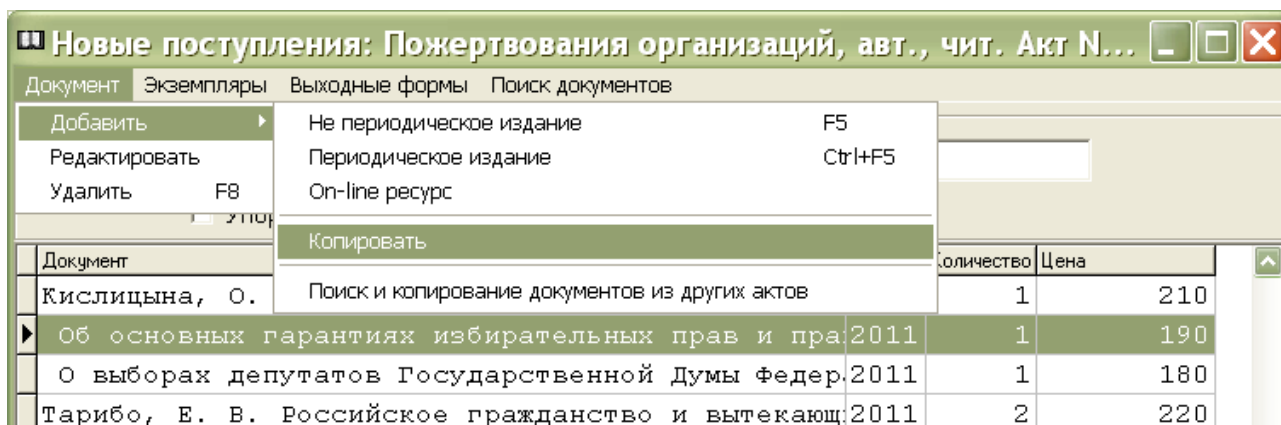 Новые поступления: Пожертвования организаций, авт., чит. Акт N...
Документ Экземпляры Выходные формы Поиск документов
Добавить Не периодическое издание F5
Редактировать Периодическое издание Ctrl+F5
Удалить F8 On-line ресурс
Копировать
Документ Количество Цена
Поиск и копирование документов из других актов
Кислицына, О. 1 210
Об основных гарантиях избирательных прав и пра 2011 1 190
О выборах депутатов Государственной Думы Федер 2011 1 180
Тарибо, Е. В. Российское гражданство и вытекающ 2011 2 220